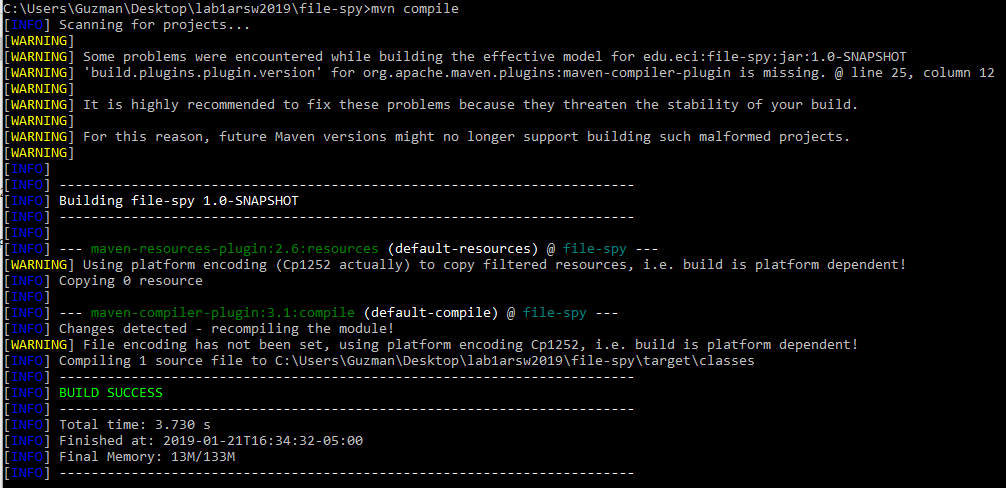 C:\Users\Guzman\Desktop\lab1arsw2019\file-spy>mvn compile
[INFO] Scanning for projects...
[WARNING]
[WARNING] Some problems were encountered while building the effective model for edu.eci:file-spy:jar:1.0-SNAPSHOT
[WARNING] 'build.plugins.plugin.version' for org.apache.maven.plugins:maven-compiler-plugin is missing. @ line 25, column 12
[WARNING]
[WARNING] It is highly recommended to fix these problems because they threaten the stability of your build.
[WARNING]
[WARNING] For this reason, future Maven versions might no longer support building such malformed projects.
[WARNING]
[INFO]
[INFO] ------------------------------------------------------------------------
[INFO] Building file-spy 1.0-SNAPSHOT
[INFO] ------------------------------------------------------------------------
[INFO]
[INFO] --- maven-resources-plugin:2.6:resources (default-resources) @ file-spy ---
[WARNING] Using platform encoding (Cp1252 actually) to copy filtered resources, i.e. build is platform dependent!
[INFO] Copying 0 resource
[INFO]
[INFO] --- maven-compiler-plugin:3.1:compile (default-compile) @ file-spy ---
[INFO] Changes detected - recompiling the module!
[WARNING] File encoding has not been set, using platform encoding Cp1252, i.e. build is platform dependent!
[INFO] Compiling 1 source file to C:\Users\Guzman\Desktop\lab1arsw2019\file-spy\target\classes
[INFO] ------------------------------------------------------------------------
[INFO] BUILD SUCCESS
[INFO] ------------------------------------------------------------------------
[INFO] Total time: 3.730 s
[INFO] Finished at: 2019-01-21T16:34:32-05:00
[INFO] Final Memory: 13M/133M
[INFO] ------------------------------------------------------------------------